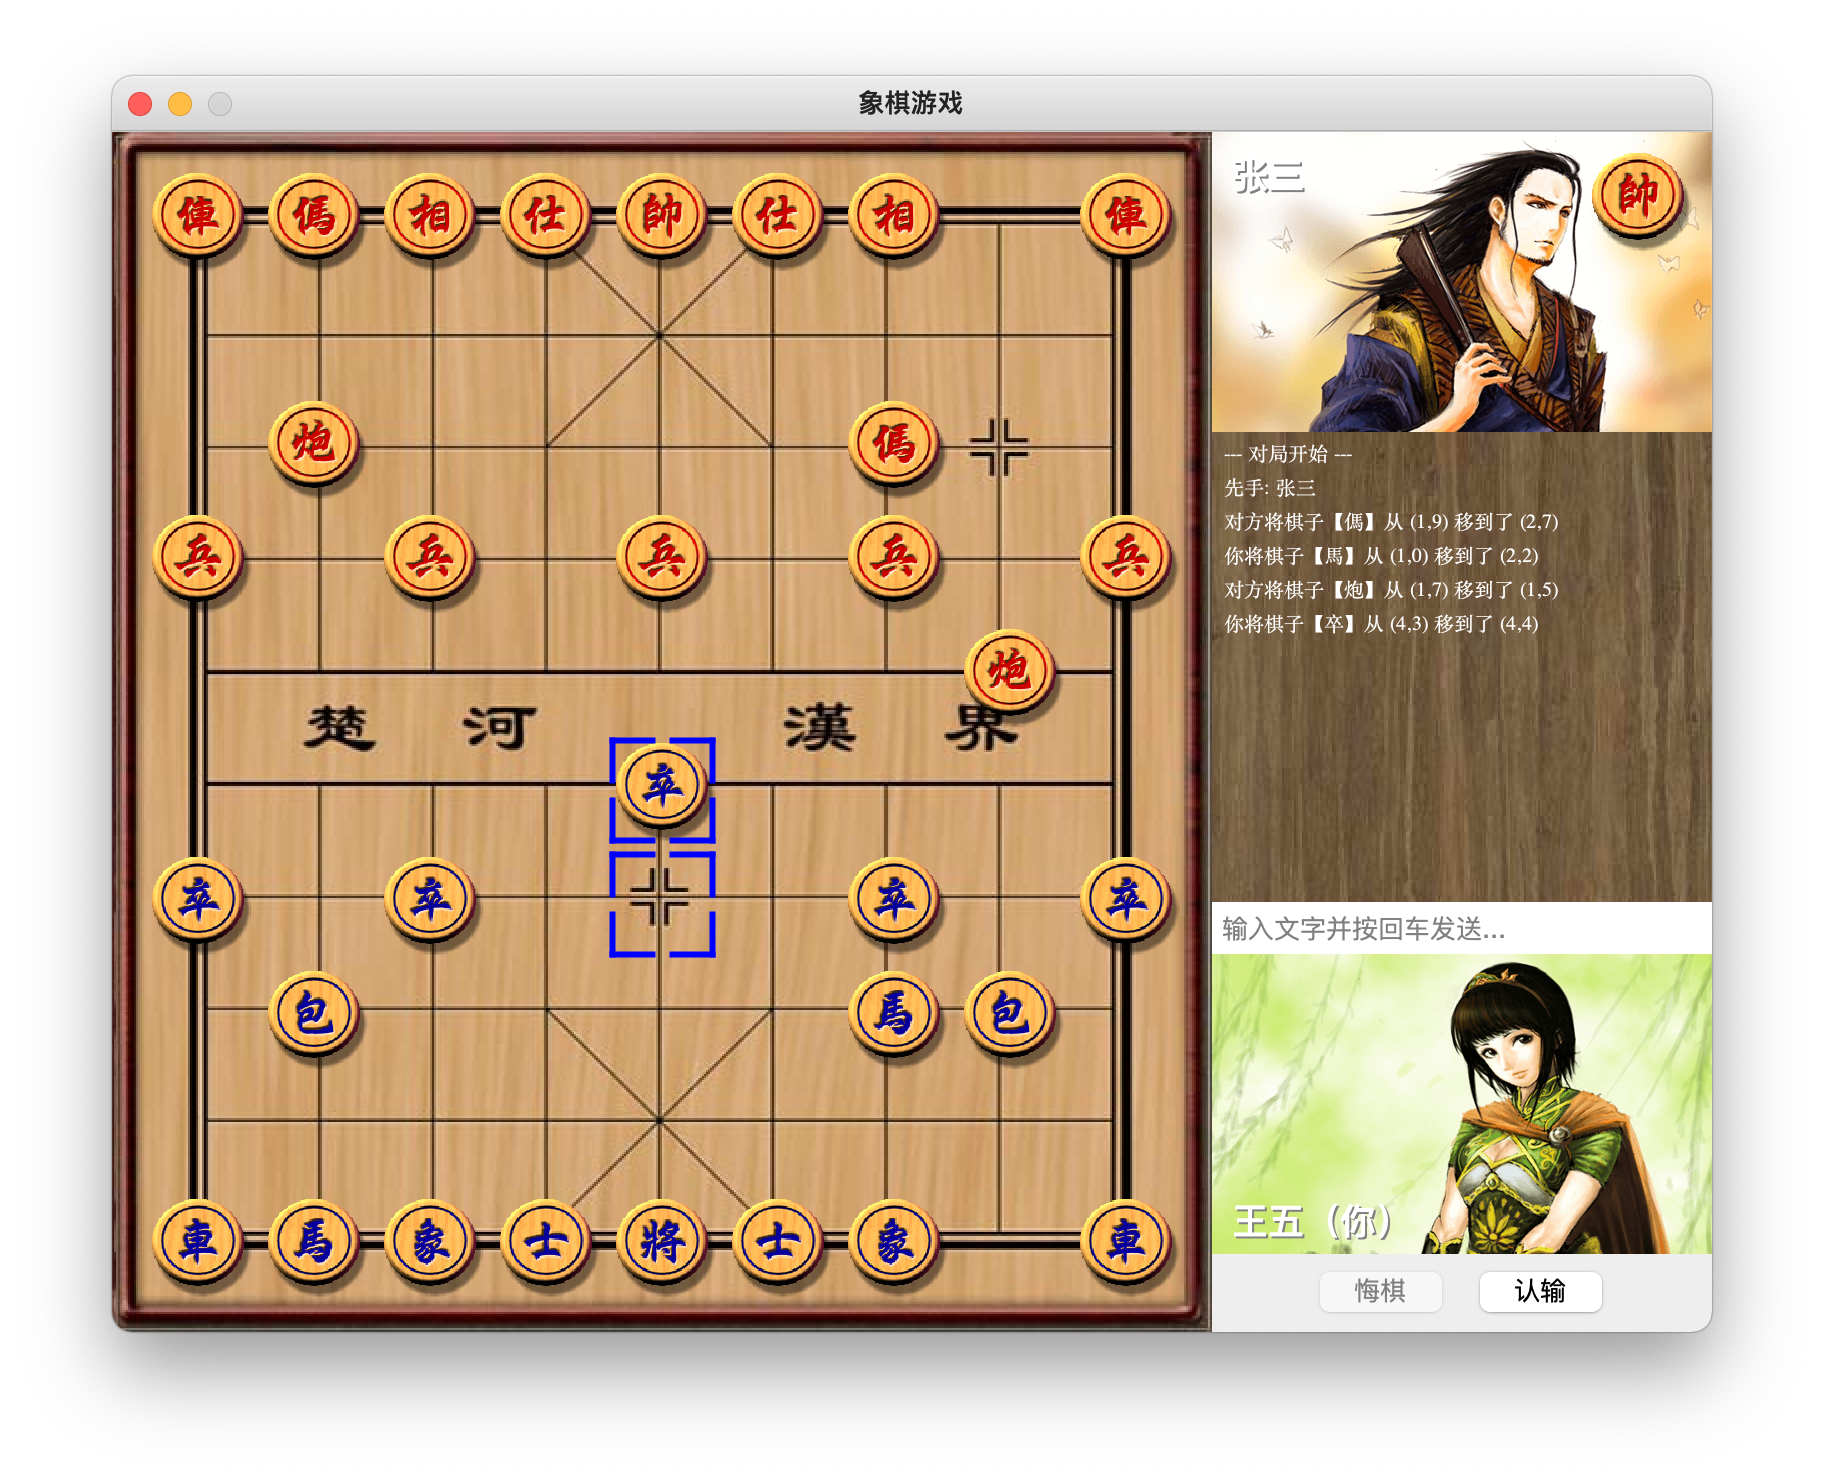 象棋游戏
俥 傌 相 仕 帥 仕 相 俥
炮 傌
兵 兵 兵 兵 兵
炮
楚 河 漢 界
卒
卒 卒 卒 卒
包 馬 包
車 馬 象 士 將 士 象 車
张三
帥
--- 对局开始 ---
先手: 张三
对方将棋子【傌】从 (1,9) 移到了 (2,7)
你将棋子【馬】从 (1,0) 移到了 (2,2)
对方将棋子【炮】从 (1,7) 移到了 (1,5)
你将棋子【卒】从 (4,3) 移到了 (4,4)
输入文字并按回车发送...
王五（你）
悔棋 认输